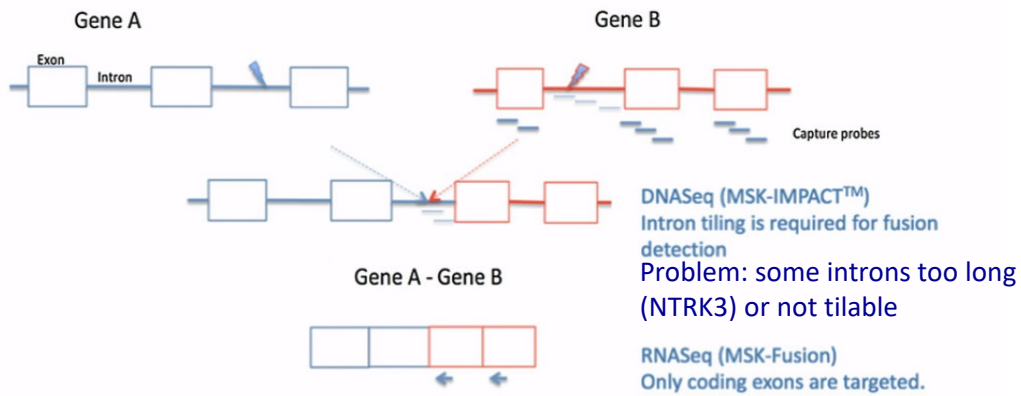 Gene A
Gene B
Exon
Intron
Capture probes
DNASeq (MSK-IMPACT™)
Intron tiling is required for fusion
detection
Problem: some introns too long
(NTRK3) or not tilable
Gene A - Gene B
RNASeq (MSK-Fusion)
Only coding exons are targeted.